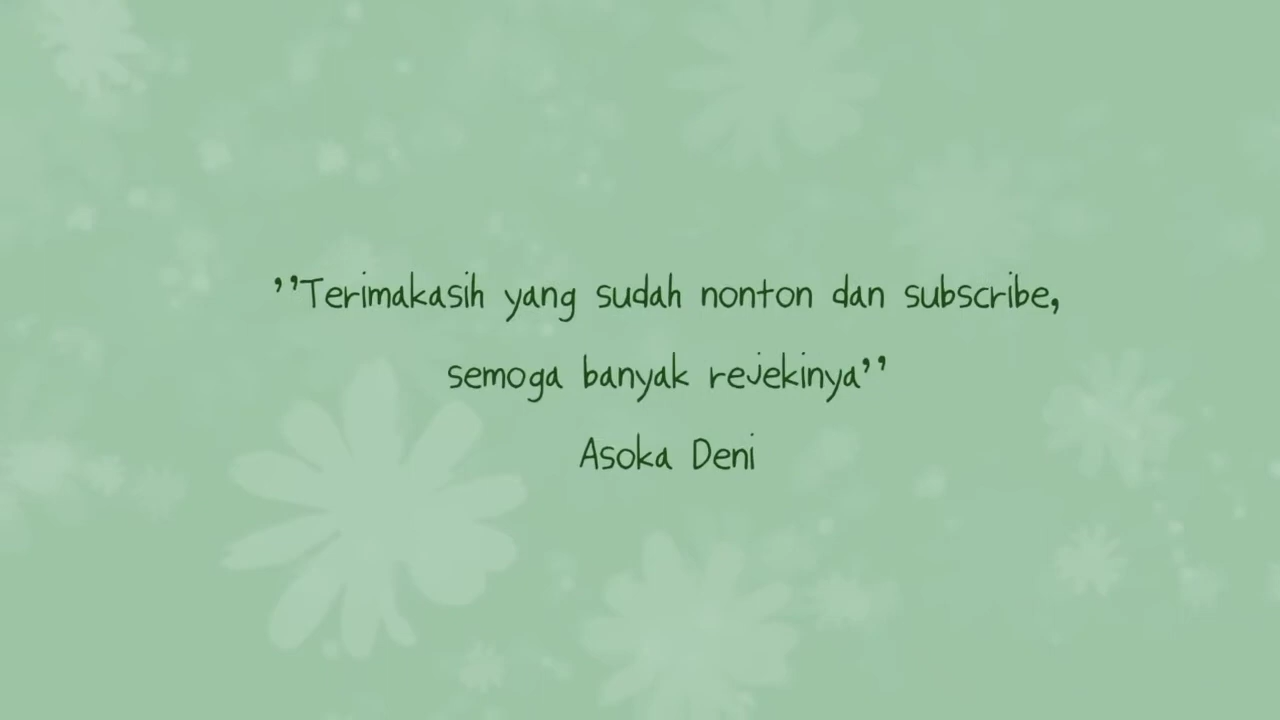 ’’Terimakasih yang sudah nonton dan subscribe,
semoga banyak rejekinya’’
Asoka Deni